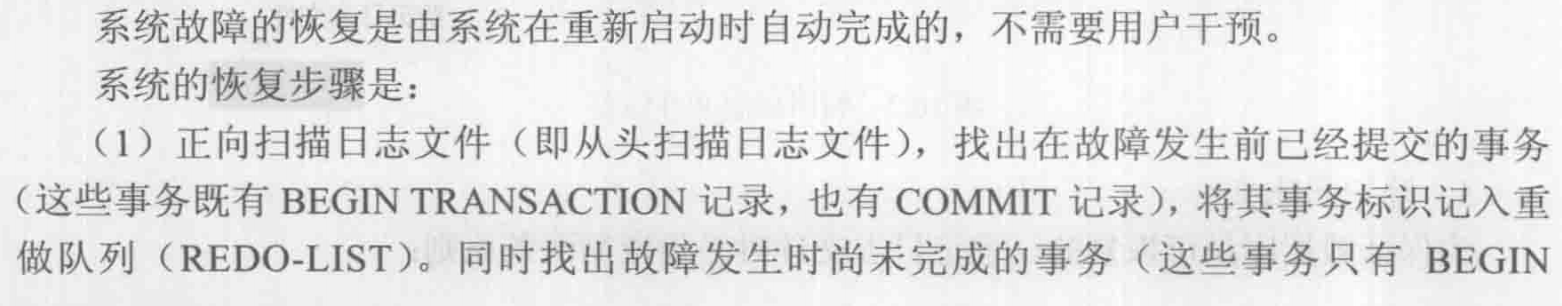 系统故障的恢复是由系统在重新启动时自动完成的，不需要用户干预。
系统的恢复步骤是：
（1）正向扫描日志文件（即从头扫描日志文件），找出在故障发生前已经提交的事务
（这些事务既有 BEGIN TRANSACTION 记录，也有 COMMIT 记录），将其事务标识记入重
做队列（REDO-LIST）。同时找出故障发生时尚未完成的事务（这些事务只有 BEGIN